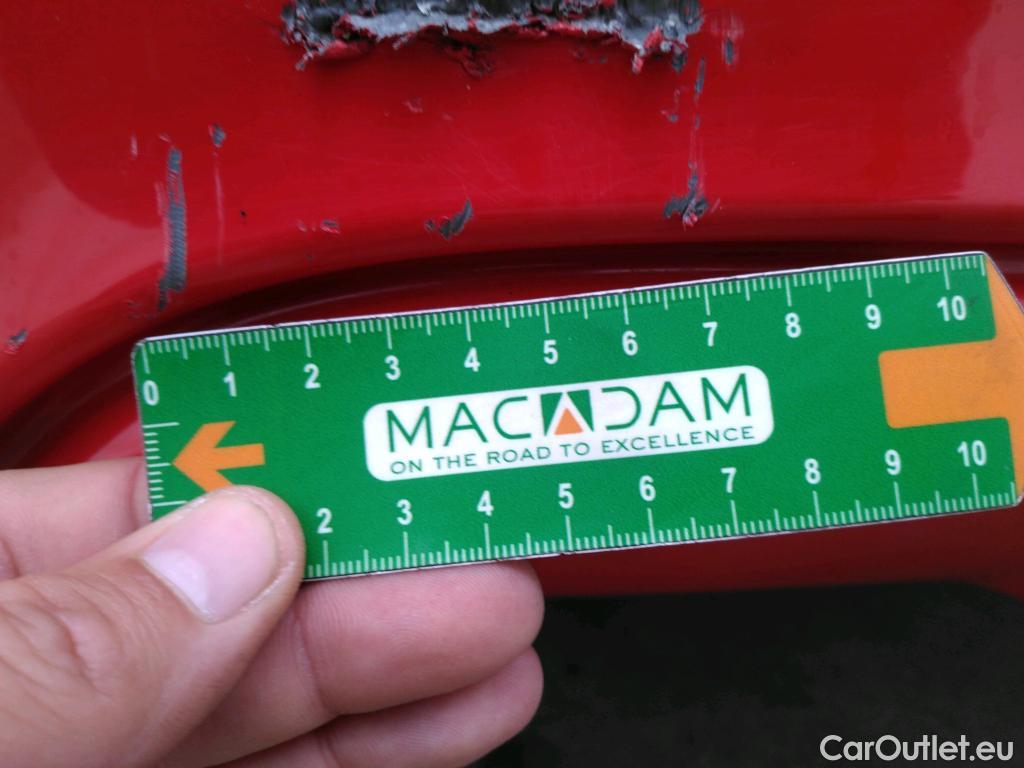 0 1 2 3 4 5 6 7 8 9 10
MACADAM
ON THE ROAD TO EXCELLENCE
2 3 4 5 6 7 8 9 10
CarOutlet.eu